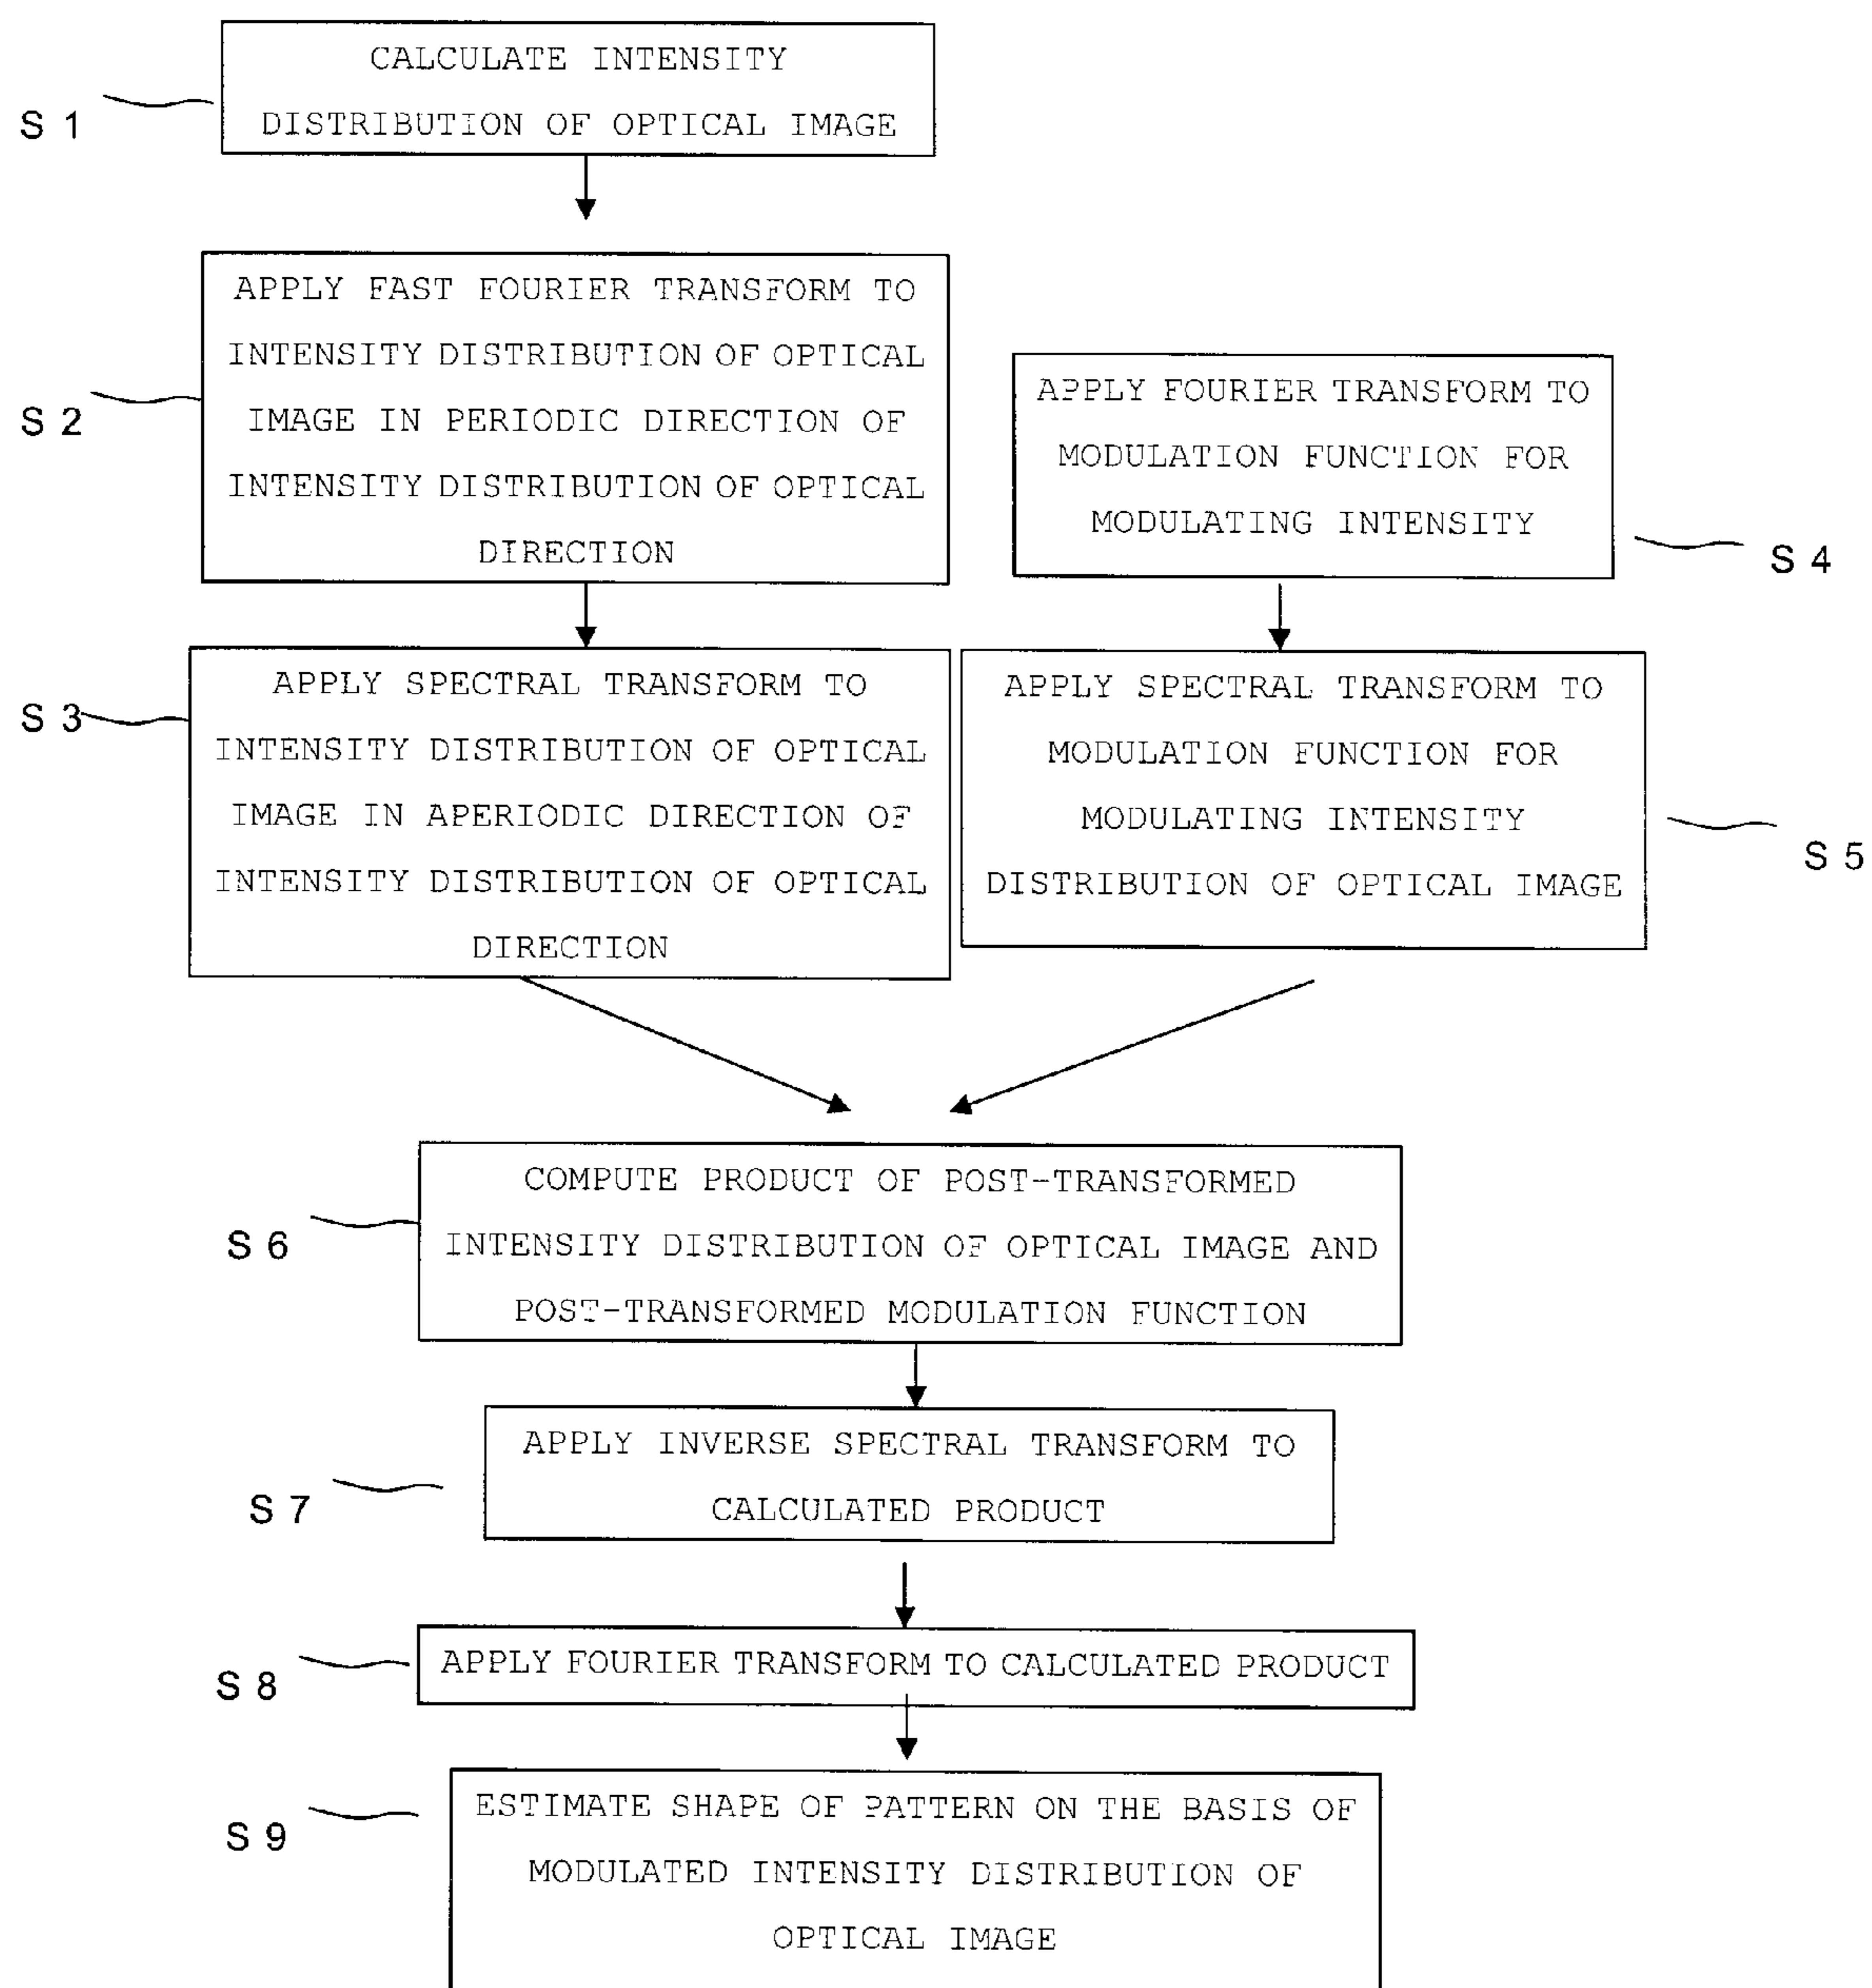 CALCULATE INTENSITY
DISTRIBUTION OF OPTICAL IMAGE
S 1
APPLY FAST FOURIER TRANSFORM TO
INTENSITY DISTRIBUTION OF OPTICAL
IMAGE IN PERIODIC DIRECTION OF
INTENSITY DISTRIBUTION OF OPTICAL
DIRECTION
S 2
APPLY SPECTRAL TRANSFORM TO
INTENSITY DISTRIBUTION OF OPTICAL
IMAGE IN APERIODIC DIRECTION OF
INTENSITY DISTRIBUTION OF OPTICAL
DIRECTION
S 3
APPLY FOURIER TRANSFORM TO
MODULATION FUNCTION FOR
MODULATING INTENSITY
S 4
APPLY SPECTRAL TRANSFORM TO
MODULATION FUNCTION FOR
MODULATING INTENSITY
DISTRIBUTION OF OPTICAL IMAGE
S 5
COMPUTE PRODUCT OF POST-TRANSFORMED
INTENSITY DISTRIBUTION OF OPTICAL IMAGE AND
POST-TRANSFORMED MODULATION FUNCTION
S 6
APPLY INVERSE SPECTRAL TRANSFORM TO
CALCULATED PRODUCT
S 7
APPLY FOURIER TRANSFORM TO CALCULATED PRODUCT
S 8
ESTIMATE SHAPE OF PATTERN ON THE BASIS OF
MODULATED INTENSITY DISTRIBUTION OF
OPTICAL IMAGE
S 9